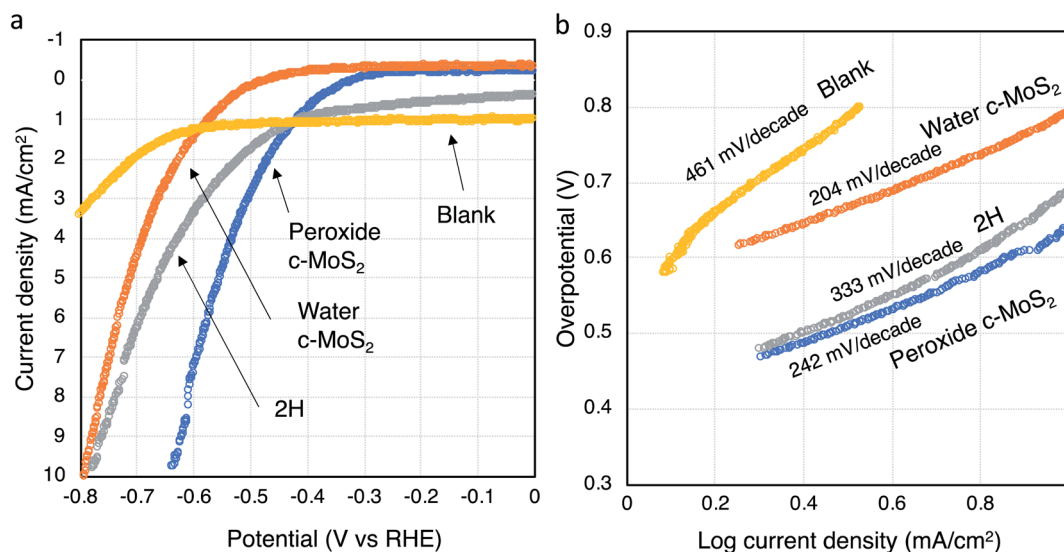 a
-1
0
1
2
3
4
5
6
7
8
9
10
Current density (mA/cm²)
-0.8
-0.7
-0.6
-0.5
-0.4
-0.3
-0.2
-0.1
0
Potential (V vs RHE)
Blank
Peroxide
c-MoS₂
Water
c-MoS₂
2H
b
0.9
0.8
0.7
0.6
0.5
0.4
0.3
Overpotential (V)
0
0.2
0.4
0.6
0.8
1
Log current density (mA/cm²)
461 mV/decade
Blank
Water c-MoS₂
204 mV/decade
2H
333 mV/decade
242 mV/decade
Peroxide c-MoS₂